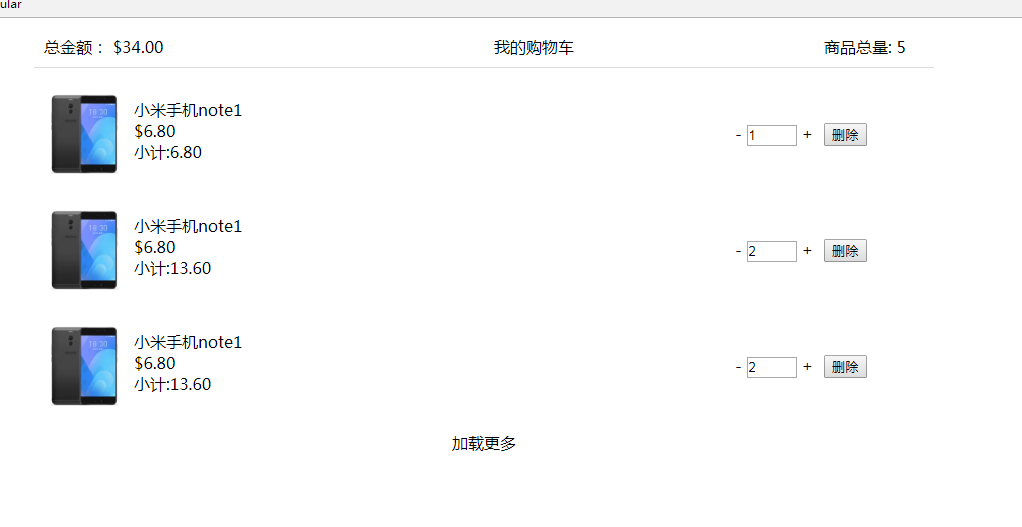 ular
总金额： $34.00 我的购物车 商品总量: 5
小米手机note1
$6.80
小计:6.80
- 1 + 删除
小米手机note1
$6.80
小计:13.60
- 2 + 删除
小米手机note1
$6.80
小计:13.60
- 2 + 删除
加载更多